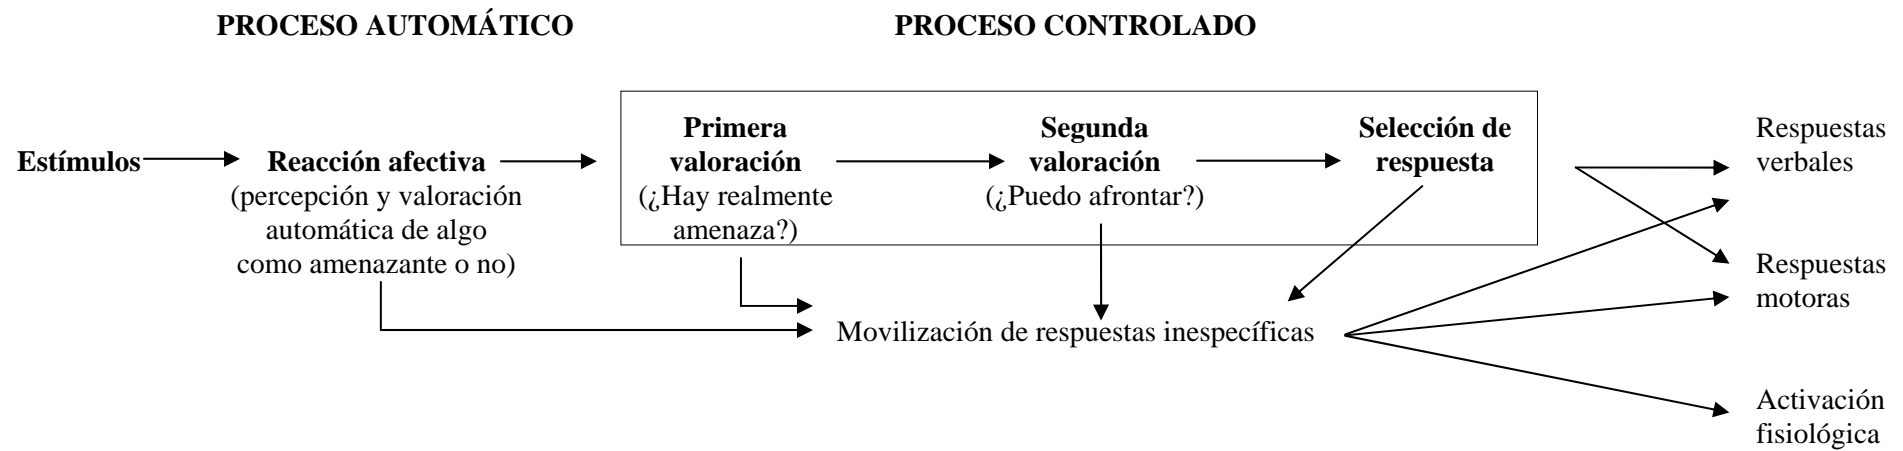 PROCESO AUTOMÁTICO
PROCESO CONTROLADO
Estímulos
Reacción afectiva
(percepción y valoración
automática de algo
como amenazante o no)
Primera
valoración
(¿Hay realmente
amenaza?)
Segunda
valoración
(¿Puedo afrontar?)
Selección de
respuesta
Movilización de respuestas inespecíficas
Respuestas
verbales
Respuestas
motoras
Activación
fisiológica